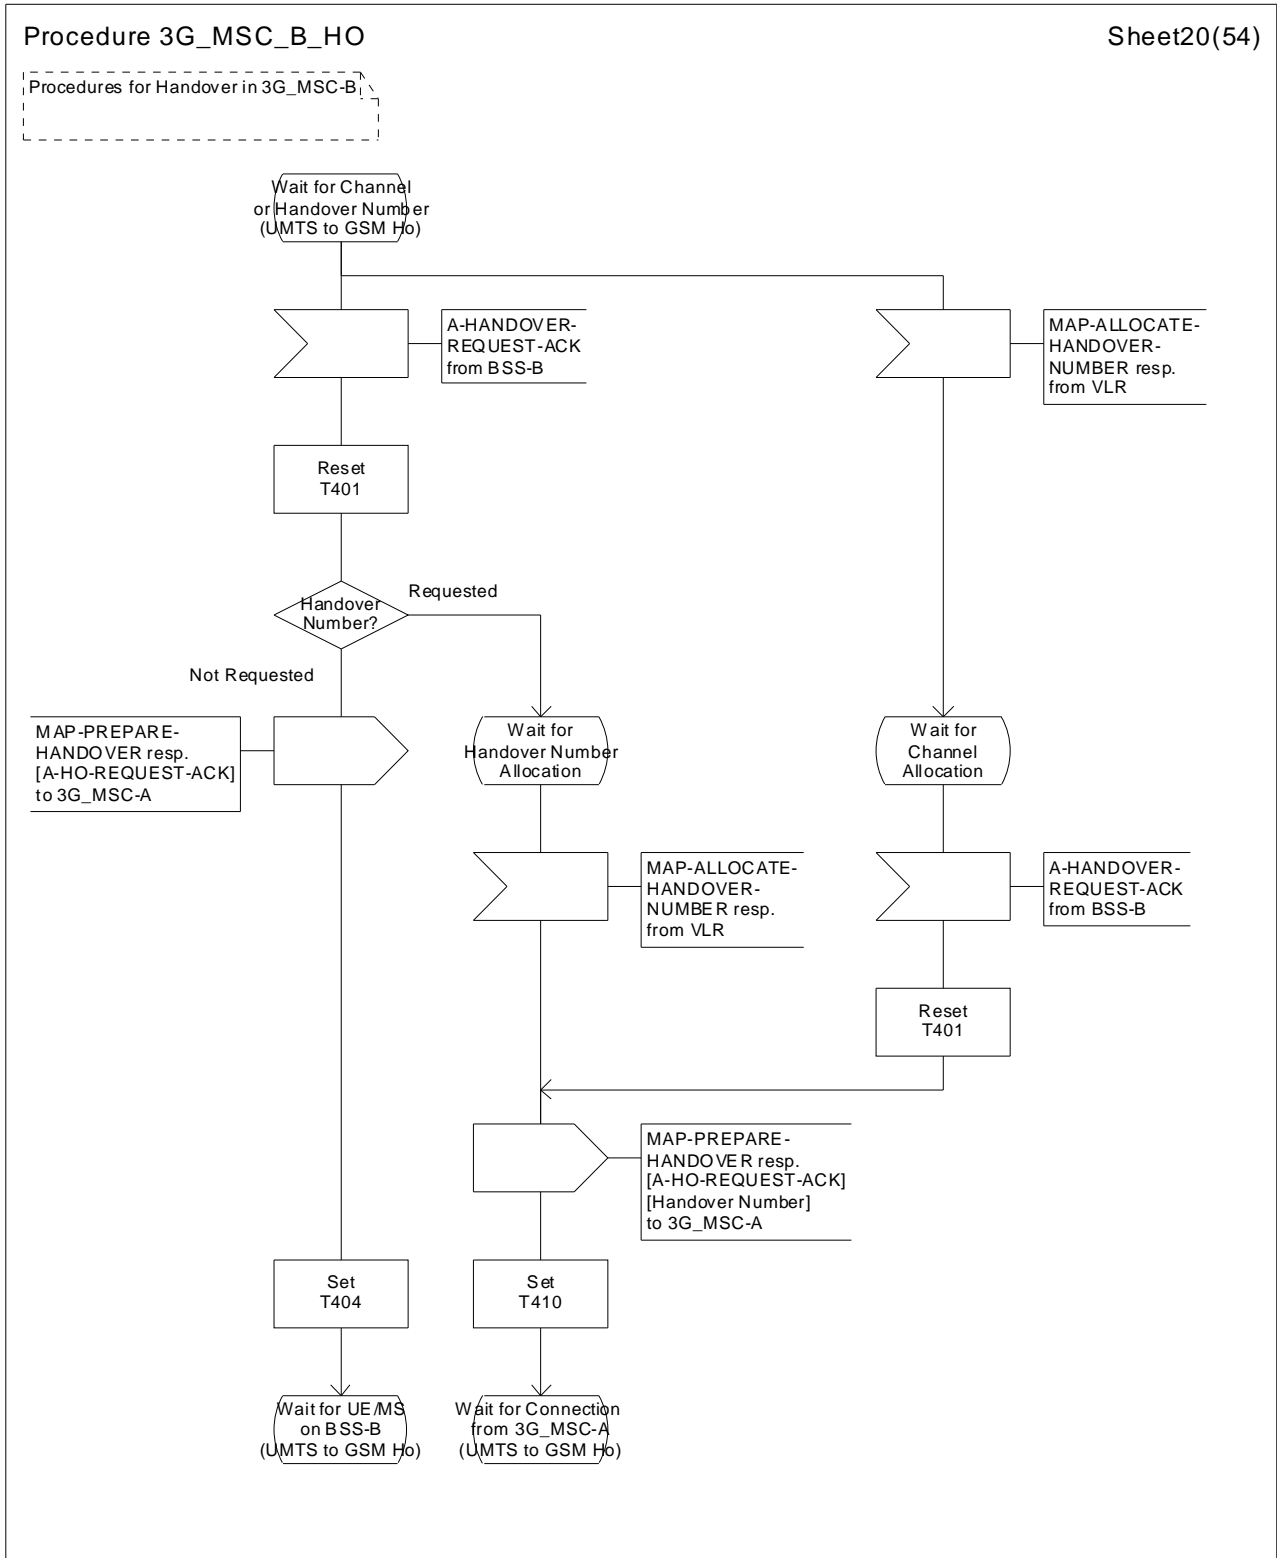 Procedure 3G_MSC_B_HO
Sheet20(54)
Procedures for Handover in 3G_MSC-B
Wait for Channel
or Handover Number
(UMTS to GSM Ho)
A-HANDOVER-
REQUEST-ACK
from BSS-B
MAP-ALLOCATE-
HANDOVER-
NUMBER resp.
from VLR
Reset
T401
Handover
Number?
Requested
Not Requested
MAP-PREPARE-
HANDOVER resp.
[A-HO-REQUEST-ACK]
to 3G_MSC-A
Wait for
Handover Number
Allocation
Wait for
Channel
Allocation
MAP-ALLOCATE-
HANDOVER-
NUMBER resp.
from VLR
A-HANDOVER-
REQUEST-ACK
from BSS-B
Reset
T401
MAP-PREPARE-
HANDOVER resp.
[A-HO-REQUEST-ACK]
[Handover Number]
to 3G_MSC-A
Set
T404
Set
T410
Wait for UE/MS
on BSS-B
(UMTS to GSM Ho)
Wait for Connection
from 3G_MSC-A
(UMTS to GSM Ho)